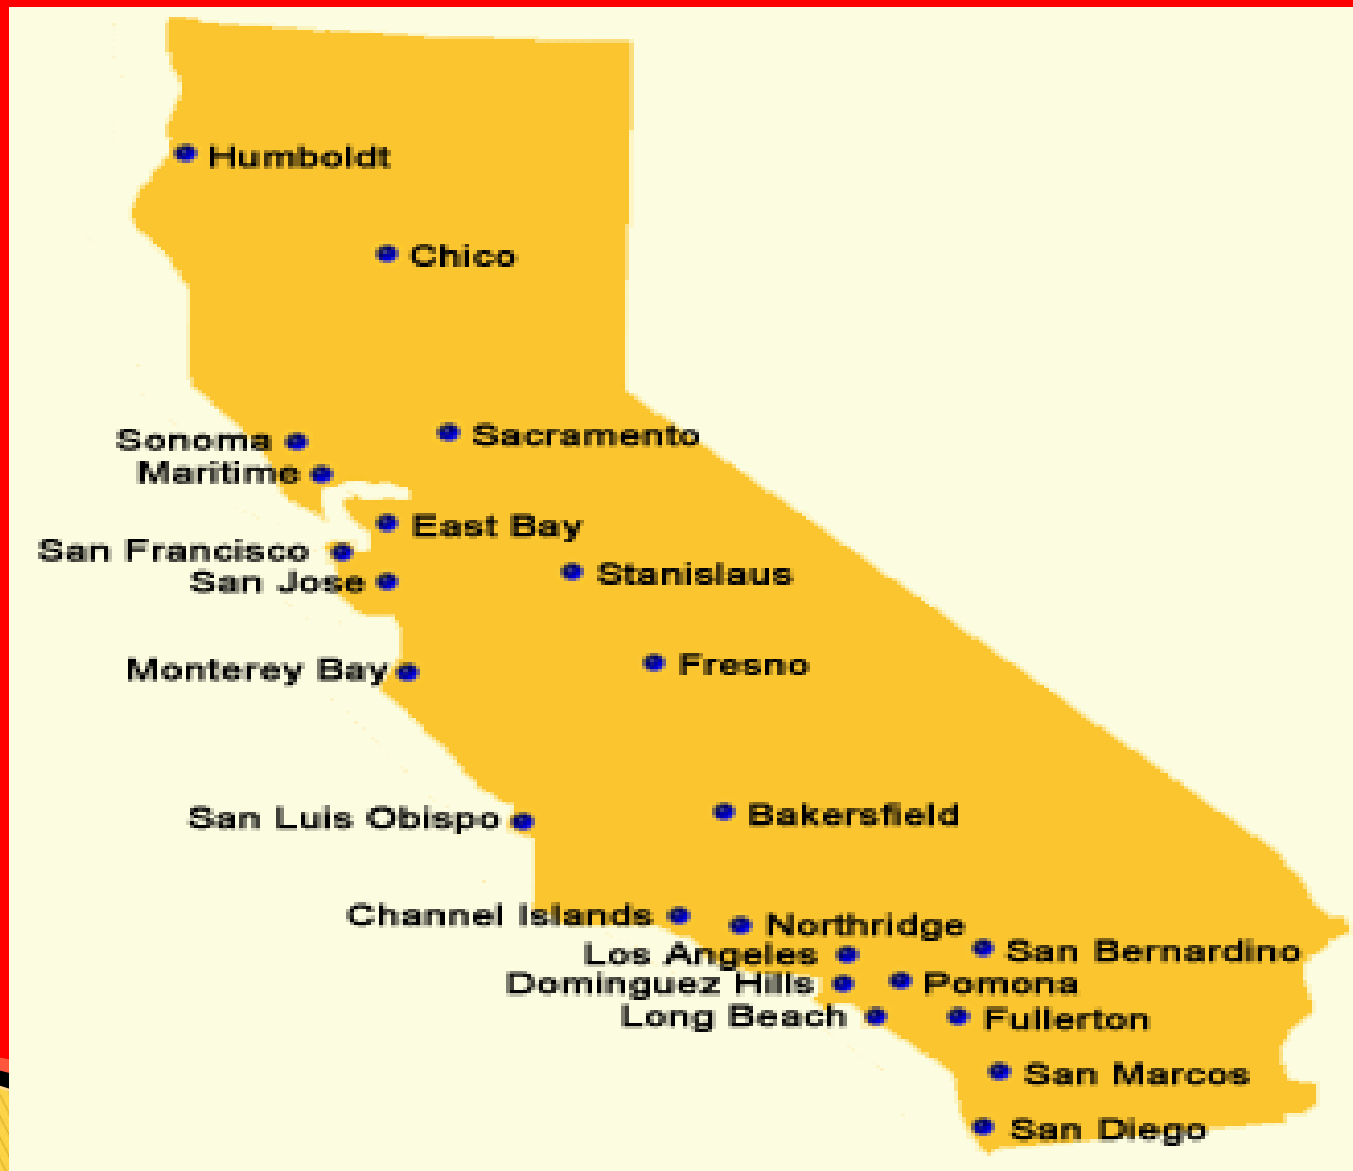 Humboldt
Chico
Sonoma
Sacramento
Maritime
East Bay
San Francisco
Stanislaus
San Jose
Monterey Bay
Fresno
San Luis Obispo
Bakersfield
Channel Islands
Northridge
Los Angeles
San Bernardino
Dominguez Hills
Pomona
Long Beach
Fullerton
San Marcos
San Diego